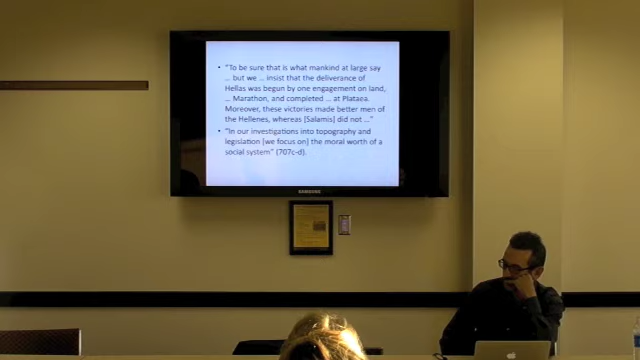 • "To be sure that is what mankind at large say
… but we … insist that the deliverance of
Hellas was begun by one engagement on land,
… Marathon, and completed … at Plataea.
Moreover, these victories made better men of
the Hellenes, whereas [Salamis] did not …"
• "In our investigations into topography and
legislation [we focus on] the moral worth of a
social system" (707c-d).
SAMSUNG